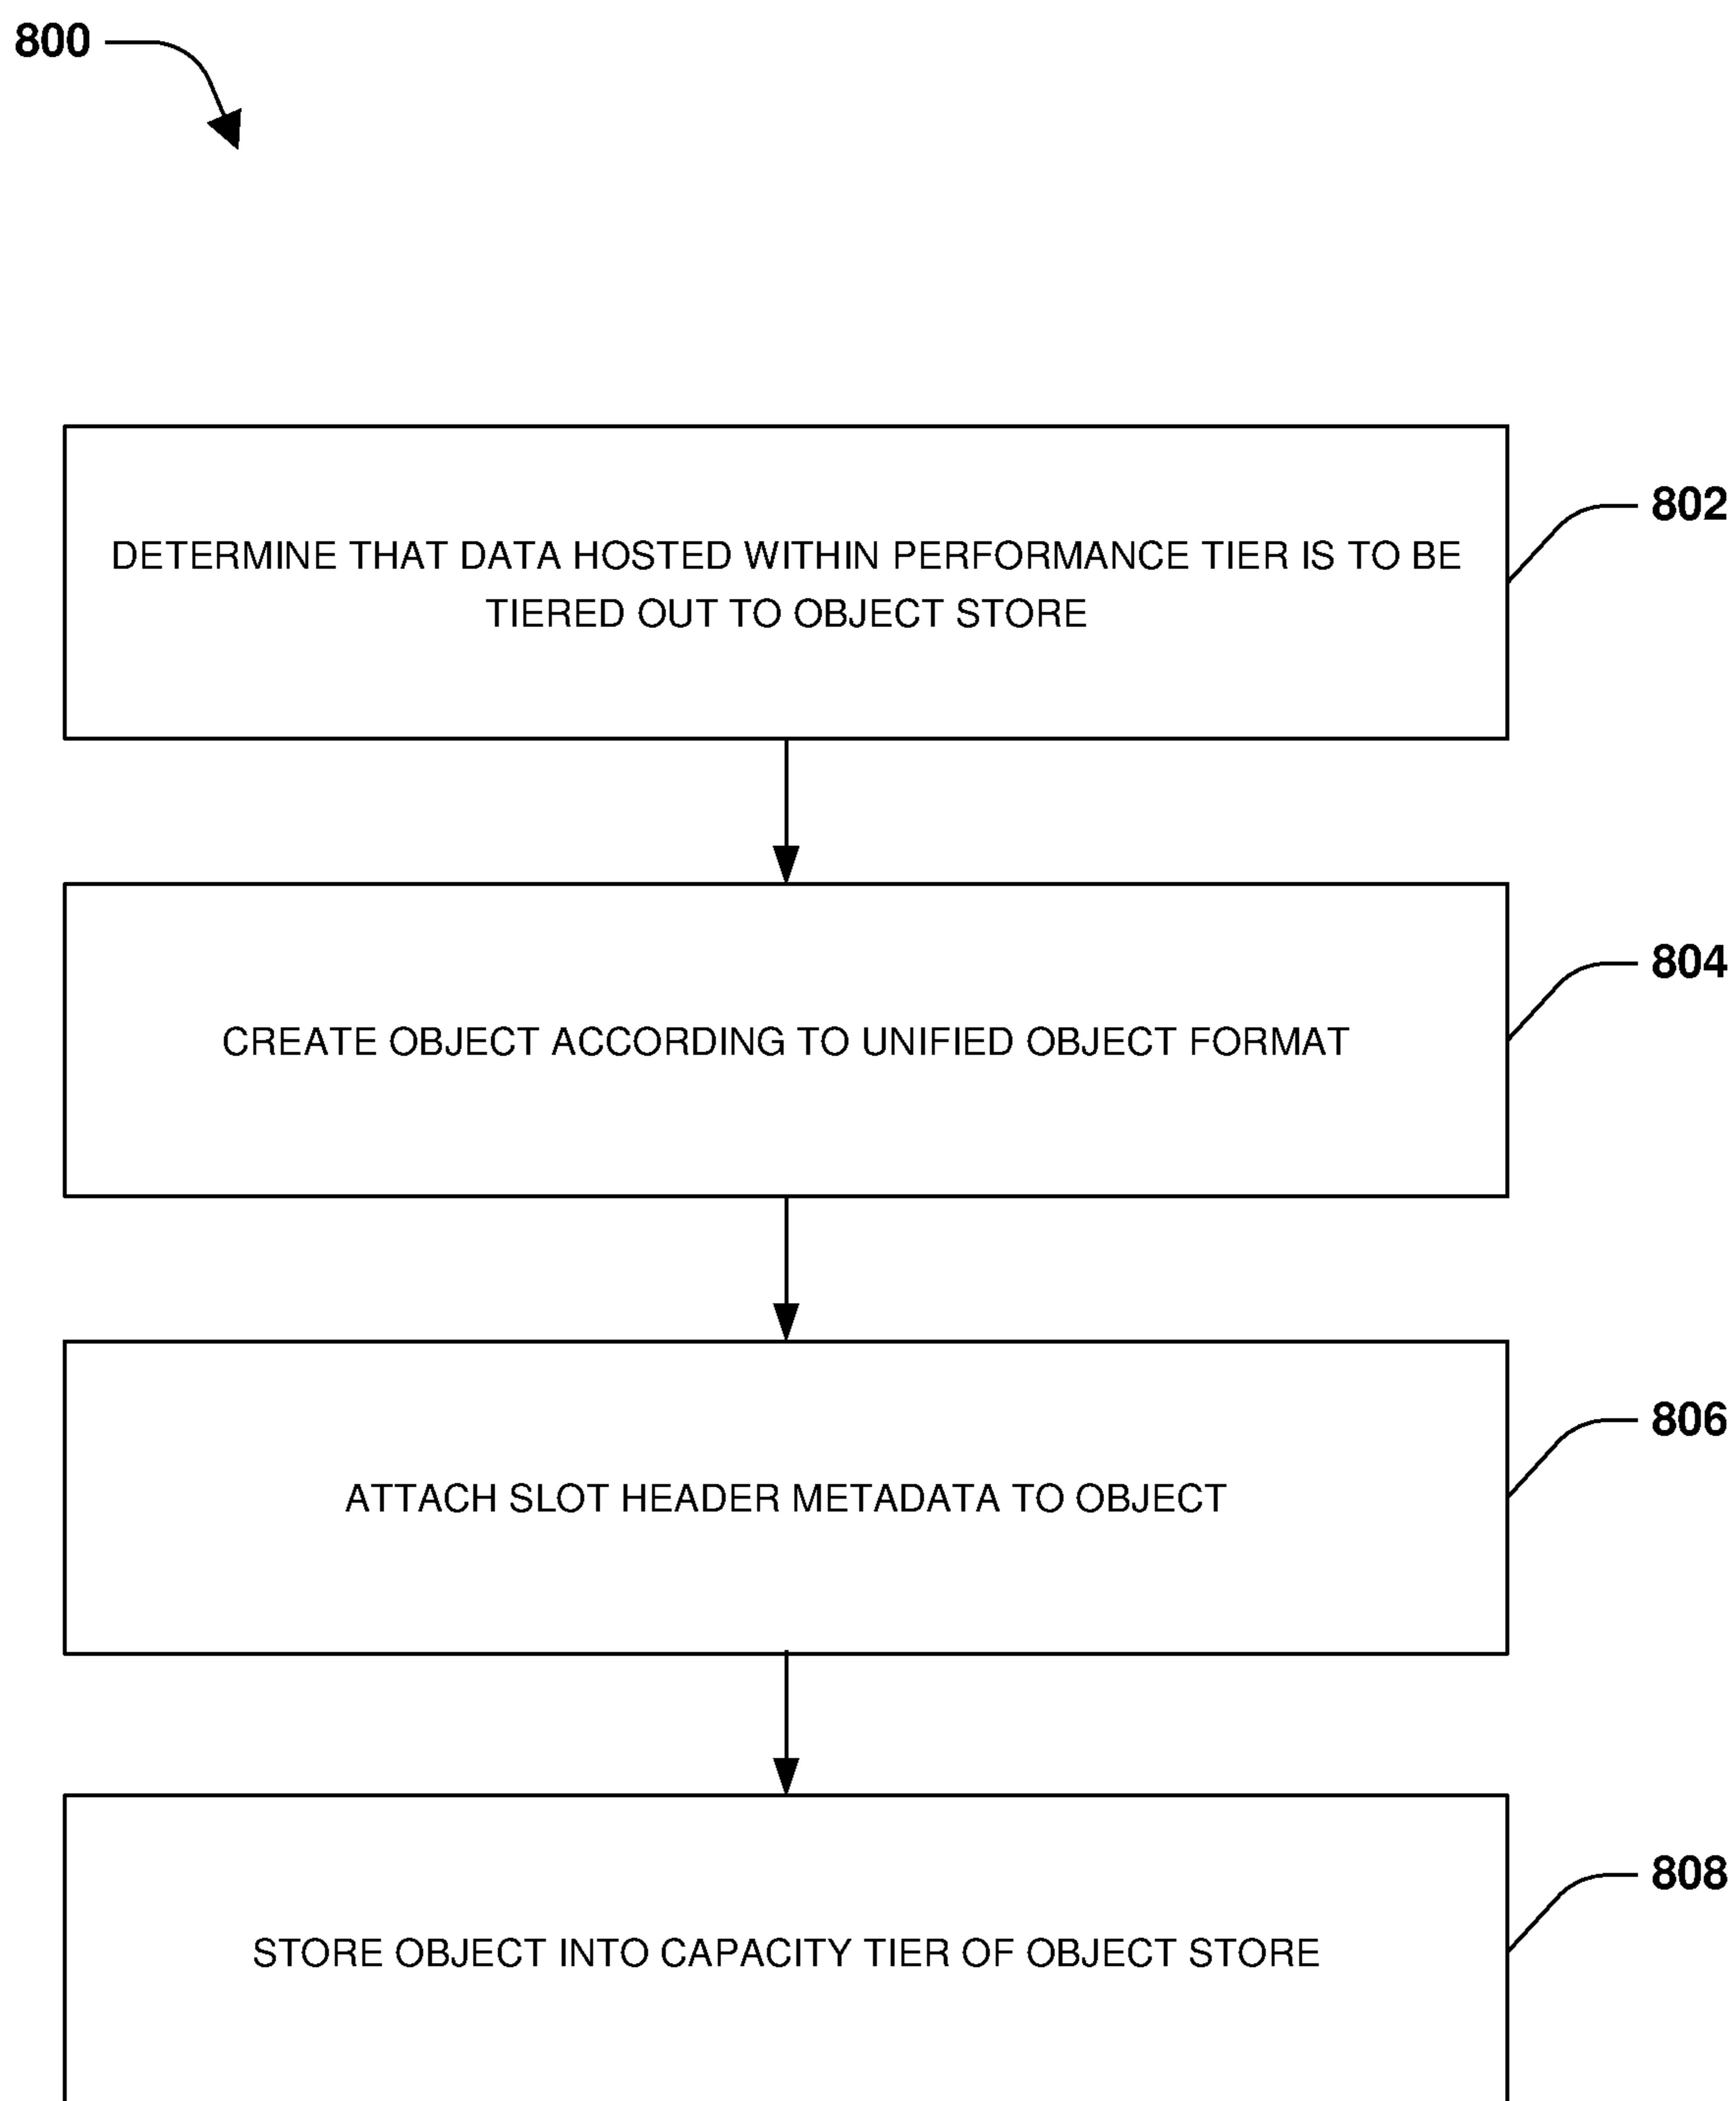 800
DETERMINE THAT DATA HOSTED WITHIN PERFORMANCE TIER IS TO BE
TIERED OUT TO OBJECT STORE
802
CREATE OBJECT ACCORDING TO UNIFIED OBJECT FORMAT
804
ATTACH SLOT HEADER METADATA TO OBJECT
806
STORE OBJECT INTO CAPACITY TIER OF OBJECT STORE
808